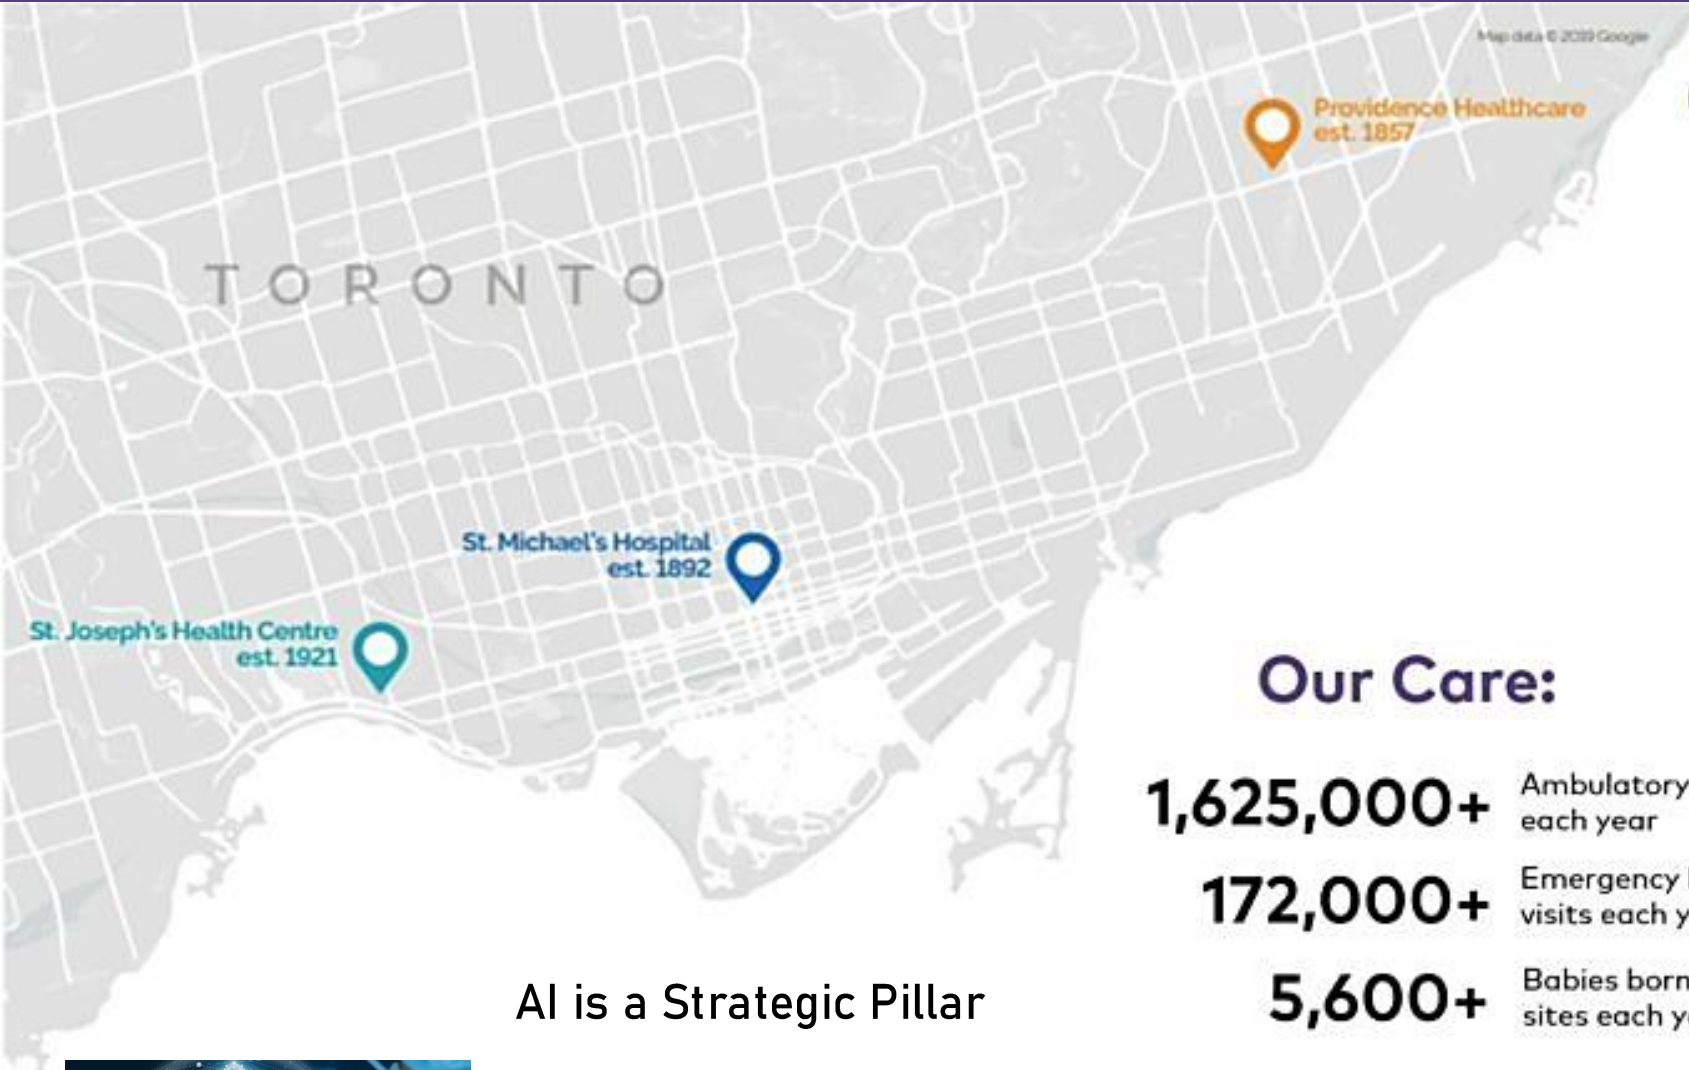 Map data © 2019 Google
Providence Healthcare
est. 1857
TORONTO
St. Michael's Hospital
est. 1892
St. Joseph's Health Centre
est. 1921
Our Care:
1,625,000+ Ambulatory
each year
172,000+ Emergency
visits each
5,600+ Babies born
sites each
AI is a Strategic Pillar